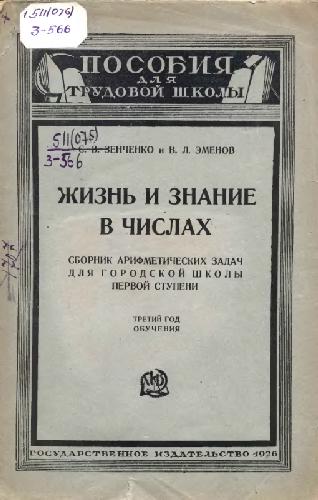 511(075)
З-566
ПОСОБИЯ
ДЛЯ
ТРУДОВОЙ ШКОЛЫ
511(075)
З-566
С. В. ЗЕНЧЕНКО и В. Л. ЭМЕНОВ
ЖИЗНЬ И ЗНАНИЕ
В ЧИСЛАХ
СБОРНИК АРИФМЕТИЧЕСКИХ ЗАДАЧ
ДЛЯ ГОРОДСКОЙ ШКОЛЫ
ПЕРВОЙ СТУПЕНИ
ТРЕТИЙ ГОД
ОБУЧЕНИЯ
ГОСУДАРСТВЕННОЕ ИЗДАТЕЛЬСТВО 1926